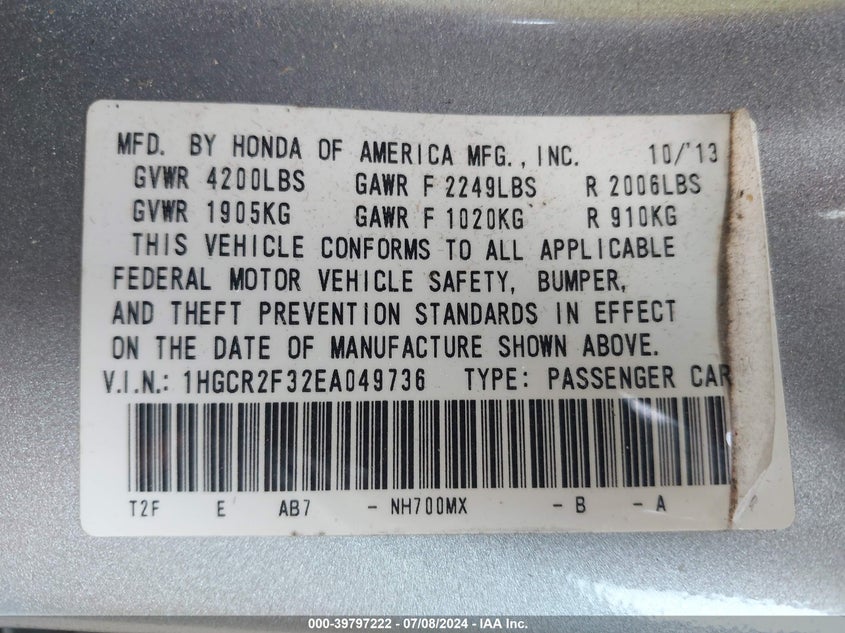 MFD. BY HONDA OF AMERICA MFG., INC. 10/'13
GVWR 4200LBS GAWR F 2249LBS R 2006LBS
GVWR 1905KG GAWR F 1020KG R 910KG
THIS VEHICLE CONFORMS TO ALL APPLICABLE
FEDERAL MOTOR VEHICLE SAFETY, BUMPER,
AND THEFT PREVENTION STANDARDS IN EFFECT
ON THE DATE OF MANUFACTURE SHOWN ABOVE.
V.I.N.: 1HGCR2F32EA049736 TYPE: PASSENGER CAR
T2F E AB7 - NH700MX - B - A
000-39797222 - 07/08/2024 - IAA Inc.